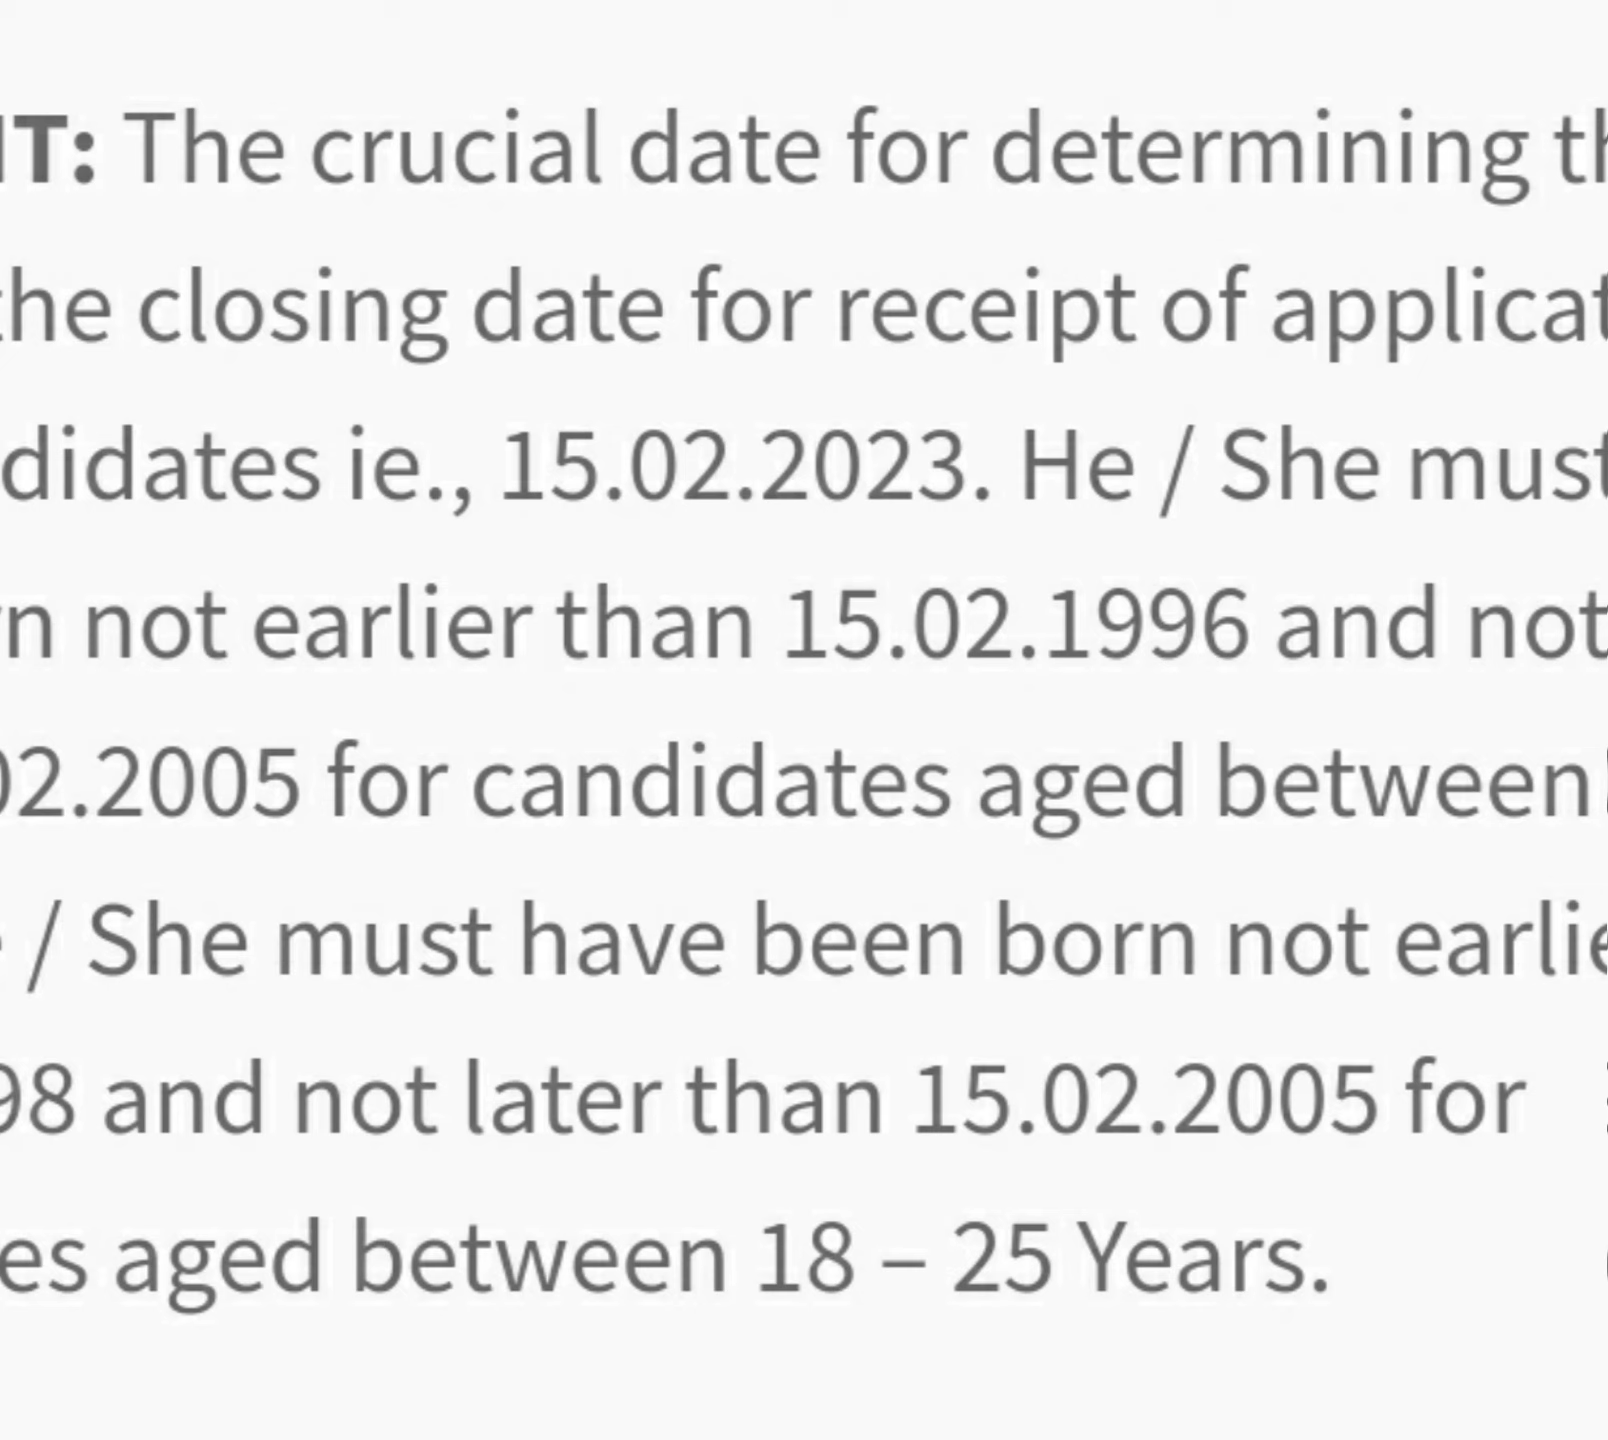 IT: The crucial date for determining th
the closing date for receipt of applicat
didates ie., 15.02.2023. He / She must
n not earlier than 15.02.1996 and not
02.2005 for candidates aged between
/ She must have been born not earlie
98 and not later than 15.02.2005 for
es aged between 18 – 25 Years.